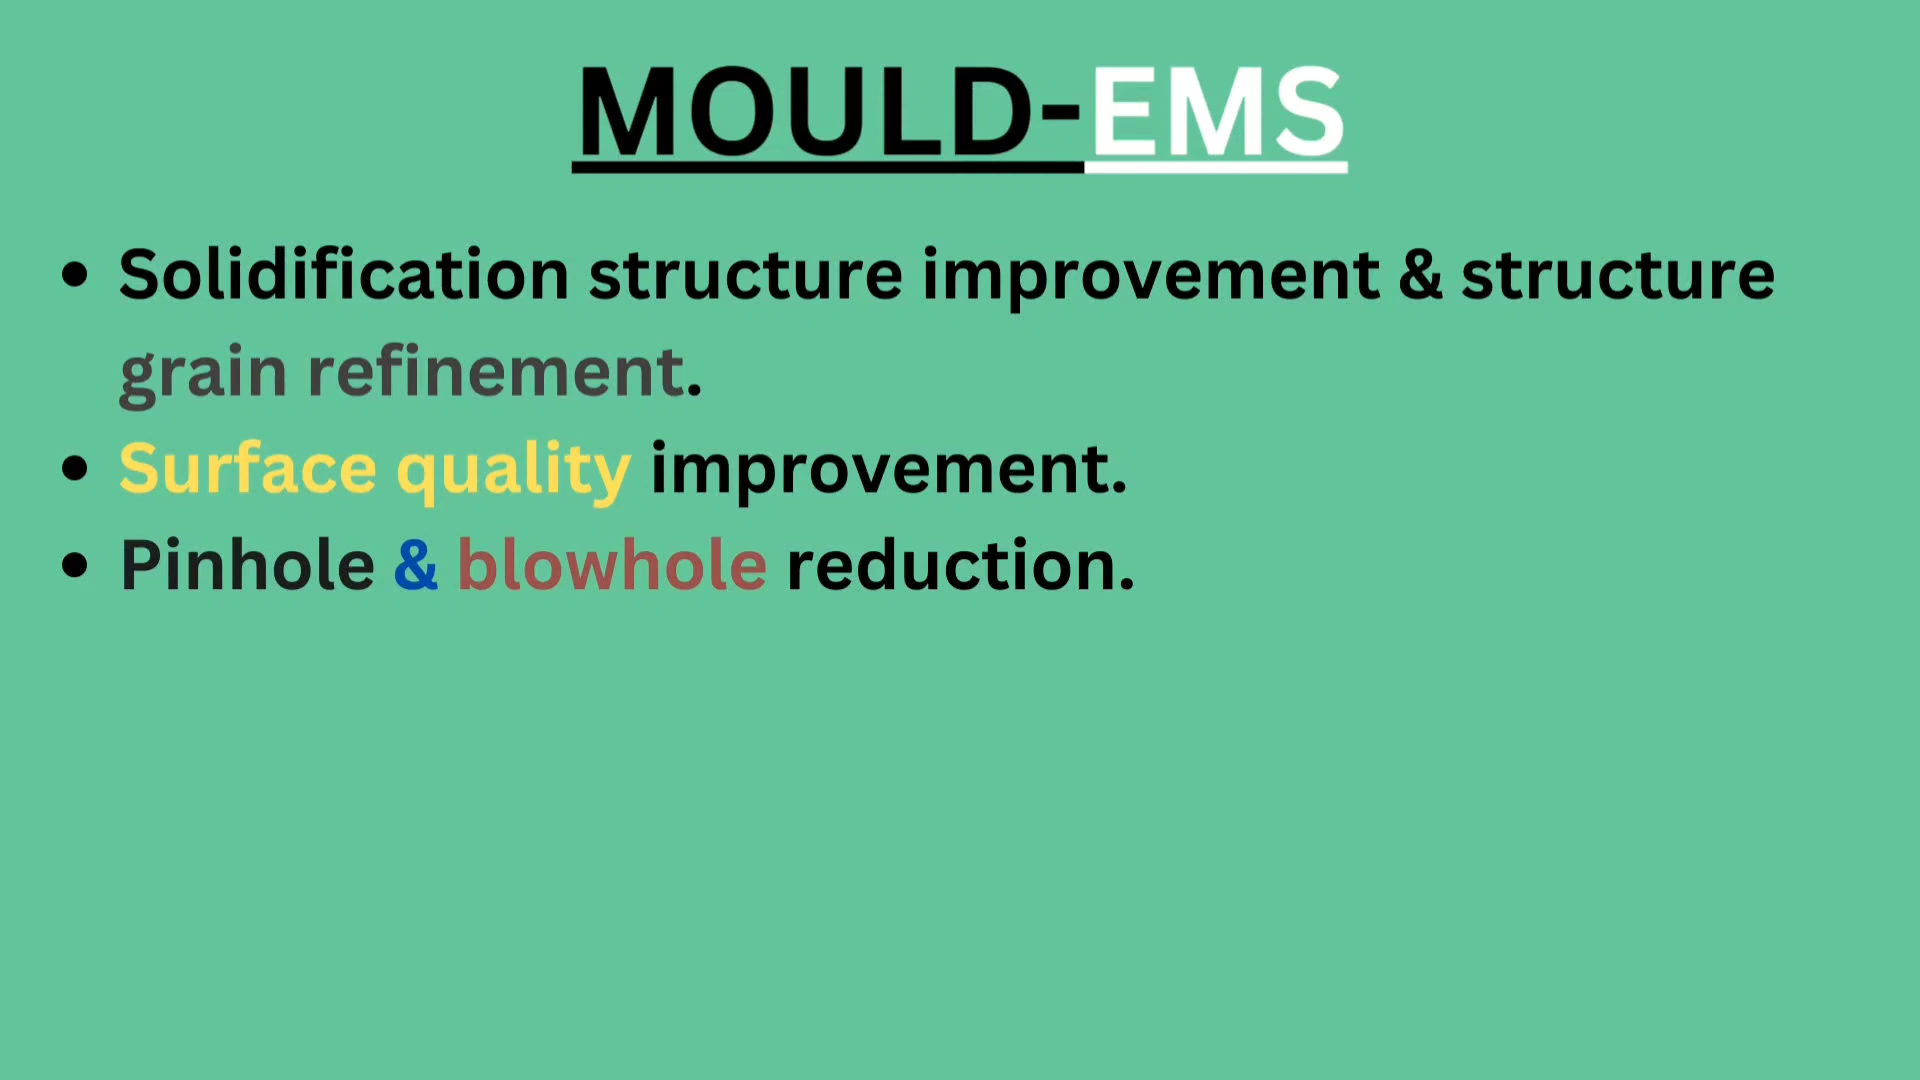 MOULD-EMS
• Solidification structure improvement & structure
grain refinement.
• Surface quality improvement.
• Pinhole & blowhole reduction.